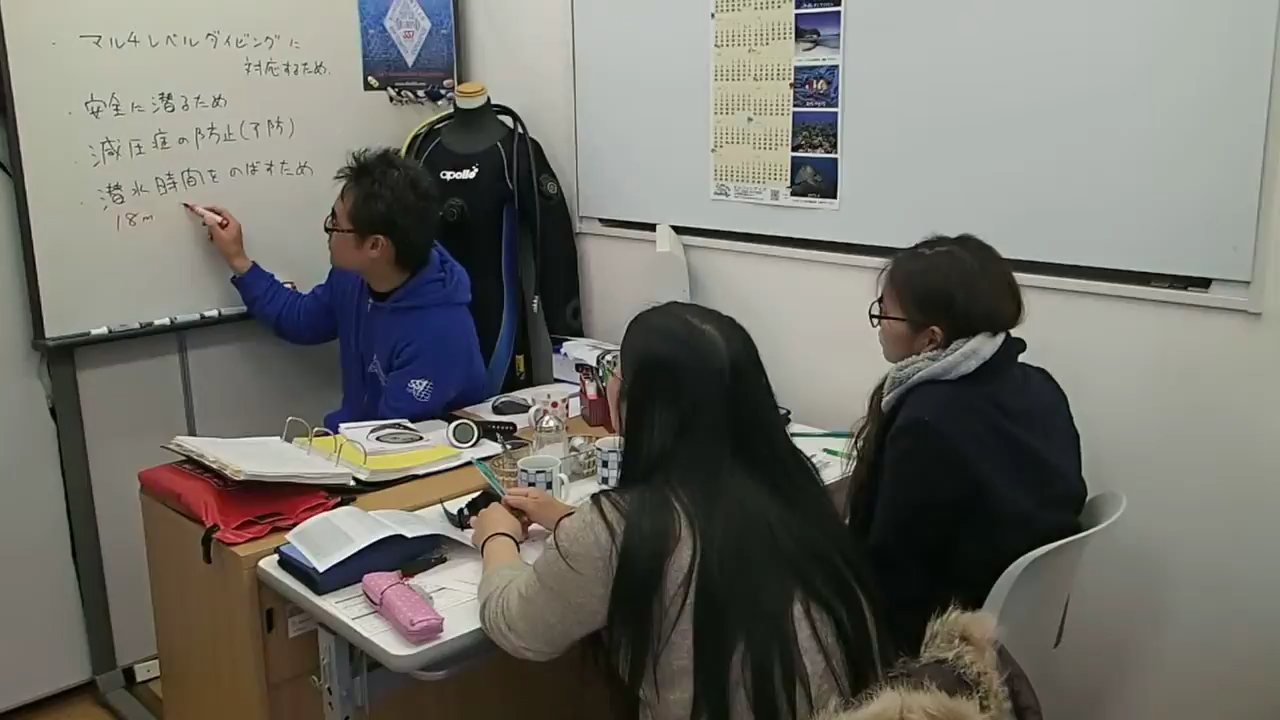 ・マルチレベルダイビングに
対応するため.
・安全に潜るため
・減圧症の防止(予防)
・潜水時間をのばすため
18m
apollo
SSI
SSI